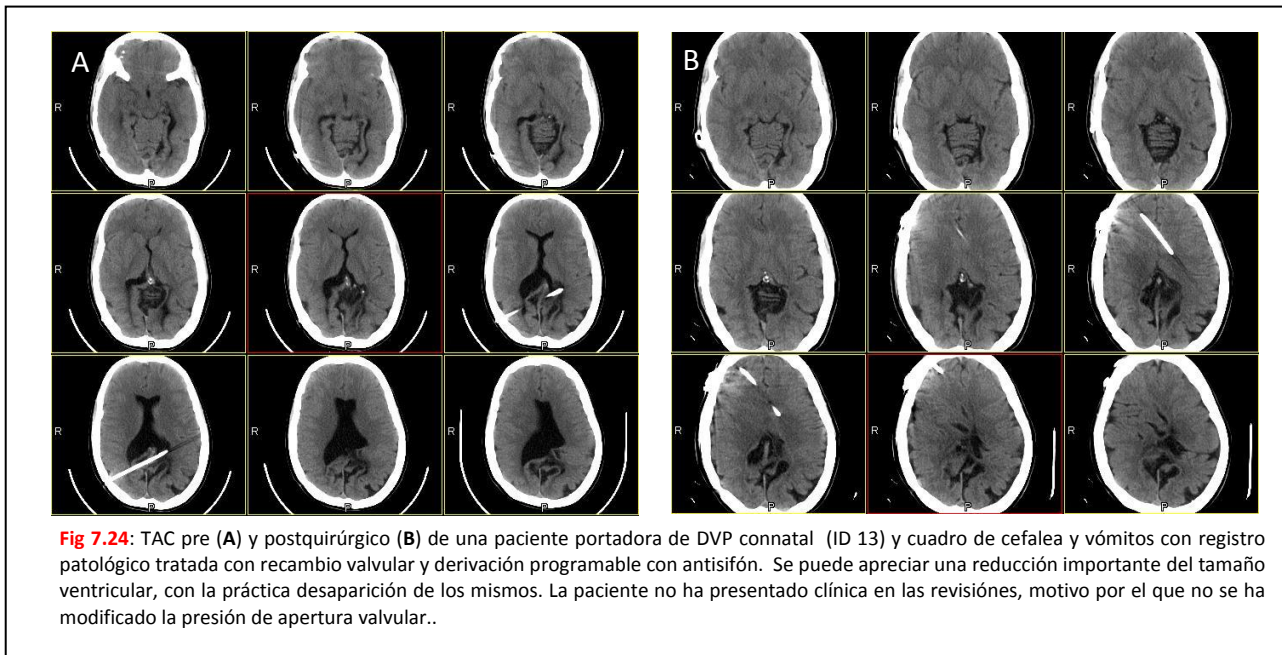 A
B
R
R
R
R
R
R
P
P
P
P
P
P
R
R
R
R
R
R
P
P
P
P
P
P
R
R
R
R
R
R
P
P
P
P
P
P
Fig 7.24: TAC pre (A) y postquirúrgico (B) de una paciente portadora de DVP connatal (ID 13) y cuadro de cefalea y vómitos con registro
patológico tratada con recambio valvular y derivación programable con antisifón. Se puede apreciar una reducción importante del tamaño
ventricular, con la práctica desaparición de los mismos. La paciente no ha presentado clínica en las revisiónes, motivo por el que no se ha
modificado la presión de apertura valvular..